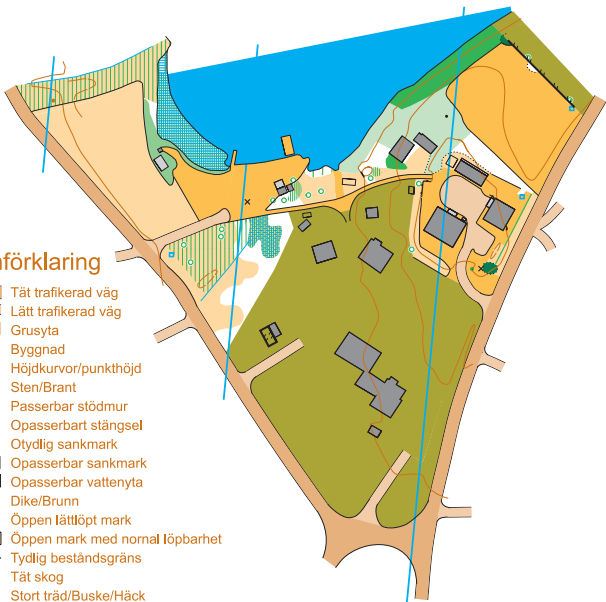 nförklaring
Tät trafikerad väg
Lätt trafikerad väg
Grusyta
Byggnad
Höjdkurvor/punkthöjd
Sten/Brant
Passerbar stödmur
Opasserbart stängsel
Otydlig sankmark
Opasserbar sankmark
Opasserbar vattenyta
Dike/Brunn
Öppen lättlöpt mark
Öppen mark med nornal löpbarhet
Tydlig beståndsgräns
Tät skog
Stort träd/Buske/Häck